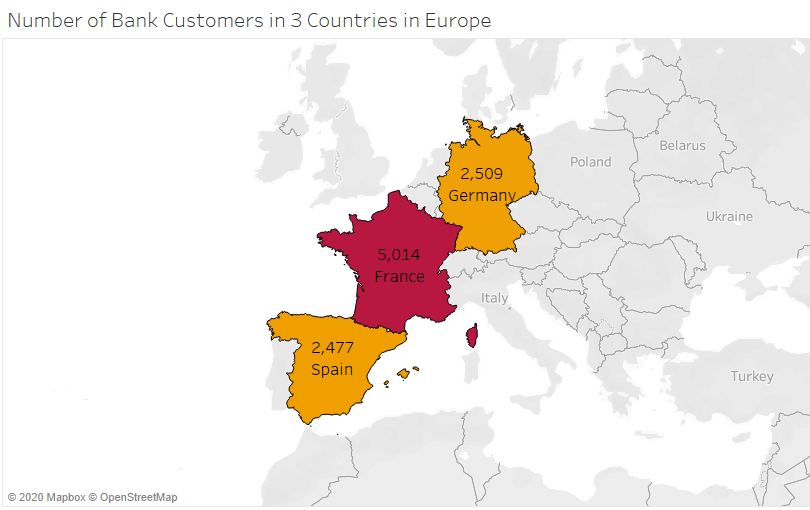 Number of Bank Customers in 3 Countries in Europe
Belarus
Poland
2,509
Germany
Ukraine
5,014
France
Italy
2,477
Spain
Turkey
© 2020 Mapbox © OpenStreetMap